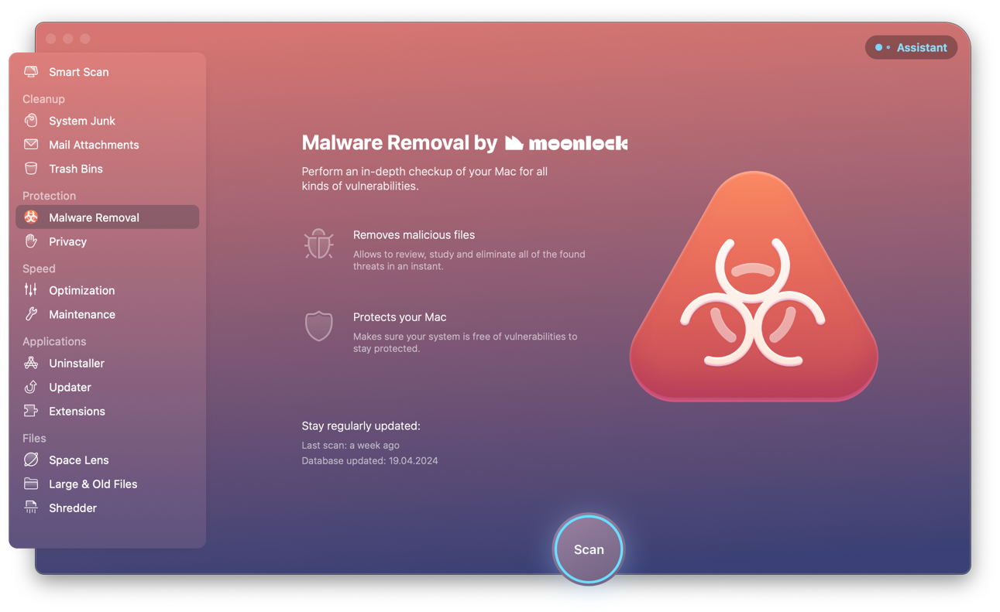 Assistant
Smart Scan
Cleanup
System Junk
Mail Attachments
Trash Bins
Protection
Malware Removal
Privacy
Speed
Optimization
Maintenance
Applications
Uninstaller
Updater
Extensions
Files
Space Lens
Large & Old Files
Shredder
Malware Removal by moonlock
Perform an in-depth checkup of your Mac for all
kinds of vulnerabilities.
Removes malicious files
Allows to review, study and eliminate all of the found
threats in an instant.
Protects your Mac
Makes sure your system is free of vulnerabilities to
stay protected.
Stay regularly updated:
Last scan: a week ago
Database updated: 19.04.2024
Scan